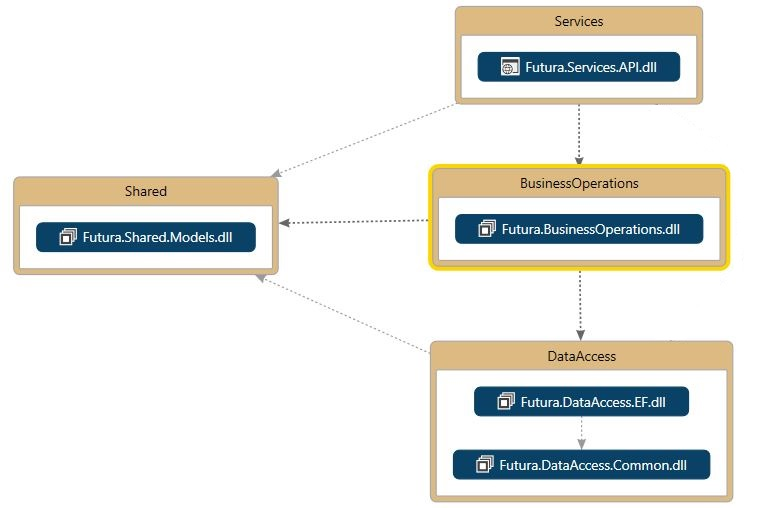 Services
Futura.Services.API.dll
Shared
Futura.Shared.Models.dll
BusinessOperations
Futura.BusinessOperations.dll
DataAccess
Futura.DataAccess.EF.dll
Futura.DataAccess.Common.dll